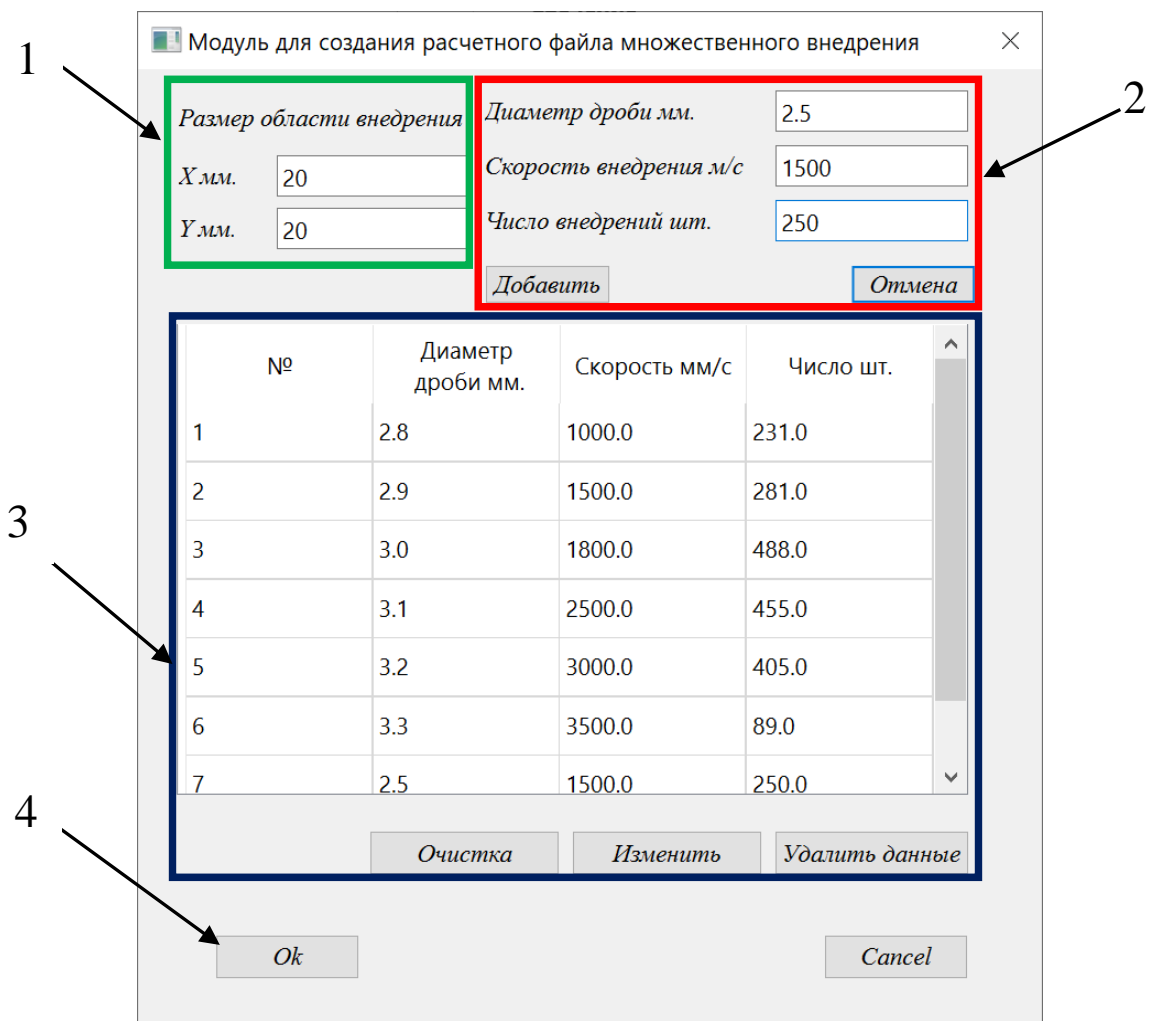 Модуль для создания расчетного файла множественного внедрения
1
2
Размер области внедрения
X мм. 20
Y мм. 20
Диаметр дроби мм. 2.5
Скорость внедрения м/с 1500
Число внедрений шт. 250
Добавить Отмена
3
№ Диаметр дроби мм. Скорость мм/с Число шт.
1 2.8 1000.0 231.0
2 2.9 1500.0 281.0
3 3.0 1800.0 488.0
4 3.1 2500.0 455.0
5 3.2 3000.0 405.0
6 3.3 3500.0 89.0
7 2.5 1500.0 250.0
Очистка Изменить Удалить данные
4
Ok Cancel